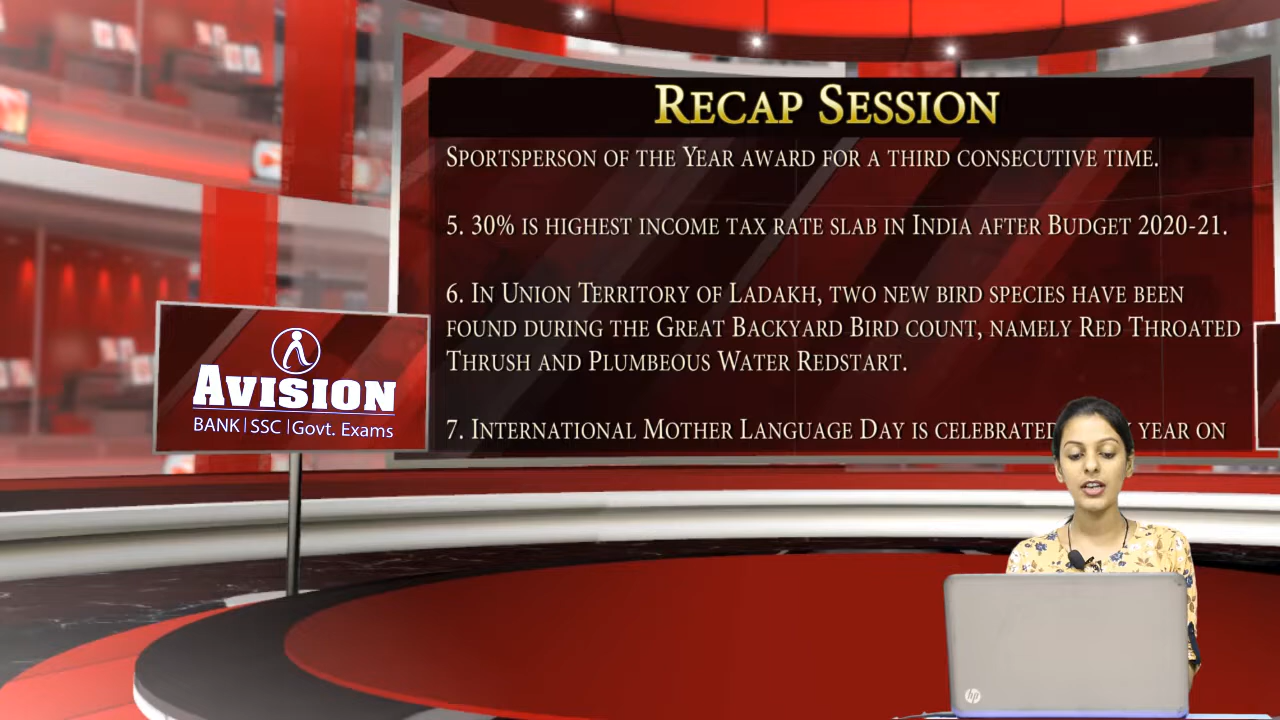 RECAP SESSION
SPORTSPERSON OF THE YEAR AWARD FOR A THIRD CONSECUTIVE TIME.
5. 30% IS HIGHEST INCOME TAX RATE SLAB IN INDIA AFTER BUDGET 2020-21.
6. IN UNION TERRITORY OF LADAKH, TWO NEW BIRD SPECIES HAVE BEEN
FOUND DURING THE GREAT BACKYARD BIRD COUNT, NAMELY RED THROATED
THRUSH AND PLUMBEOUS WATER REDSTART.
7. INTERNATIONAL MOTHER LANGUAGE DAY IS CELEBRATED YEAR ON
AVISION
BANK|SSC|Govt. Exams
hp